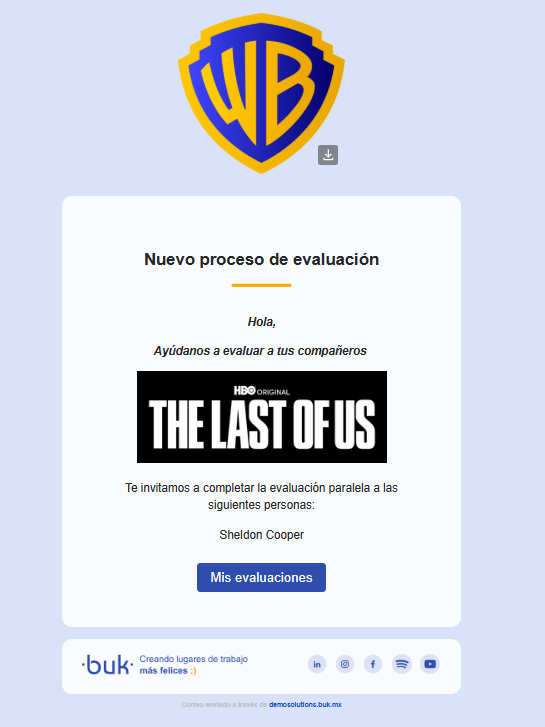 WB
Nuevo proceso de evaluación
Hola,
Ayúdanos a evaluar a tus compañeros
HBO ORIGINAL
THE LAST OF US
Te invitamos a completar la evaluación paralela a las
siguientes personas:
Sheldon Cooper
Mis evaluaciones
·buk· Creando lugares de trabajo
más felices ;)
in f
Correo enviado a través de demosolutions.buk.mx